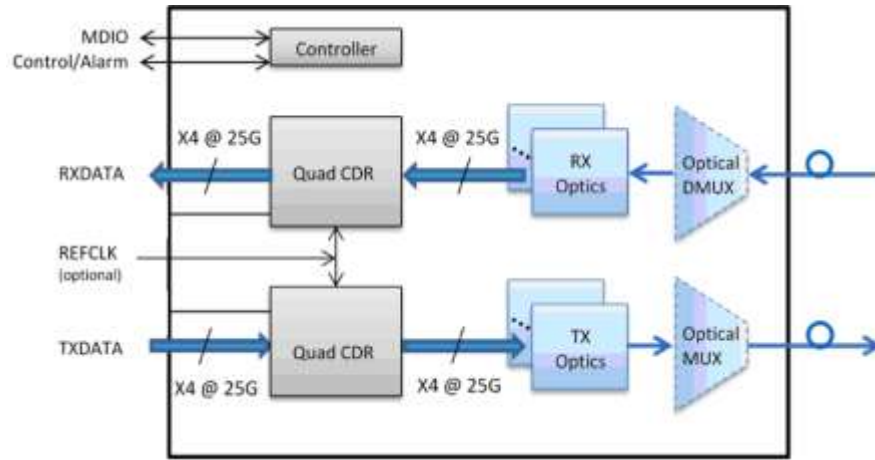 MDIO
Control/Alarm
Controller
X4 @ 25G
X4 @ 25G
RXDATA
Quad CDR
RX
Optics
Optical
DMUX
REFCLK
(optional)
TXDATA
Quad CDR
TX
Optics
Optical
MUX
X4 @ 25G
X4 @ 25G